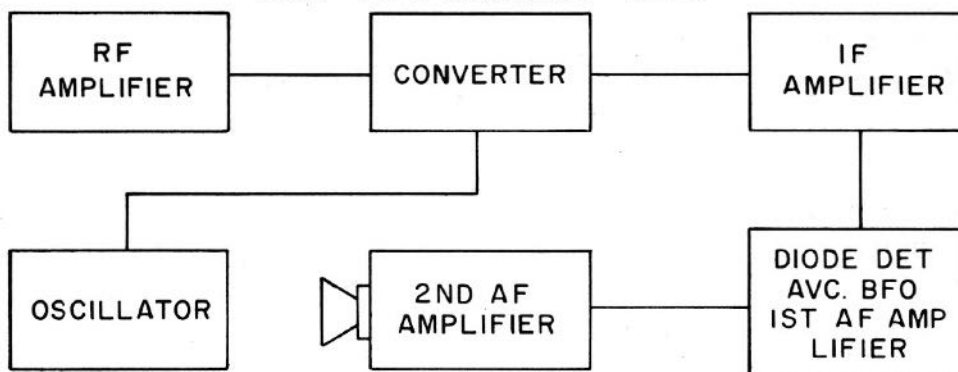 RF
AMPLIFIER
CONVERTER
IF
AMPLIFIER
OSCILLATOR
2ND AF
AMPLIFIER
DIODE DET
AVC. BFO
IST AF AMP
LIFIER